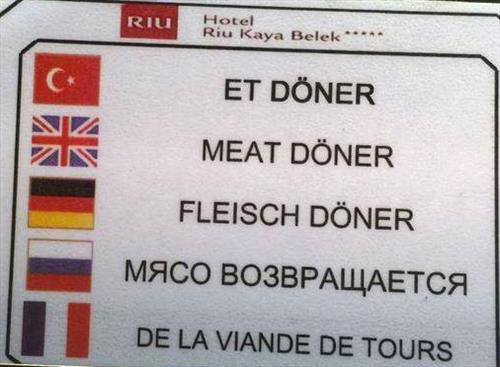 RIU Hotel
Riu Kaya Belek*****
ET DÖNER
MEAT DÖNER
FLEISCH DÖNER
МЯСО ВОЗВРАЩАЕТСЯ
DE LA VIANDE DE TOURS